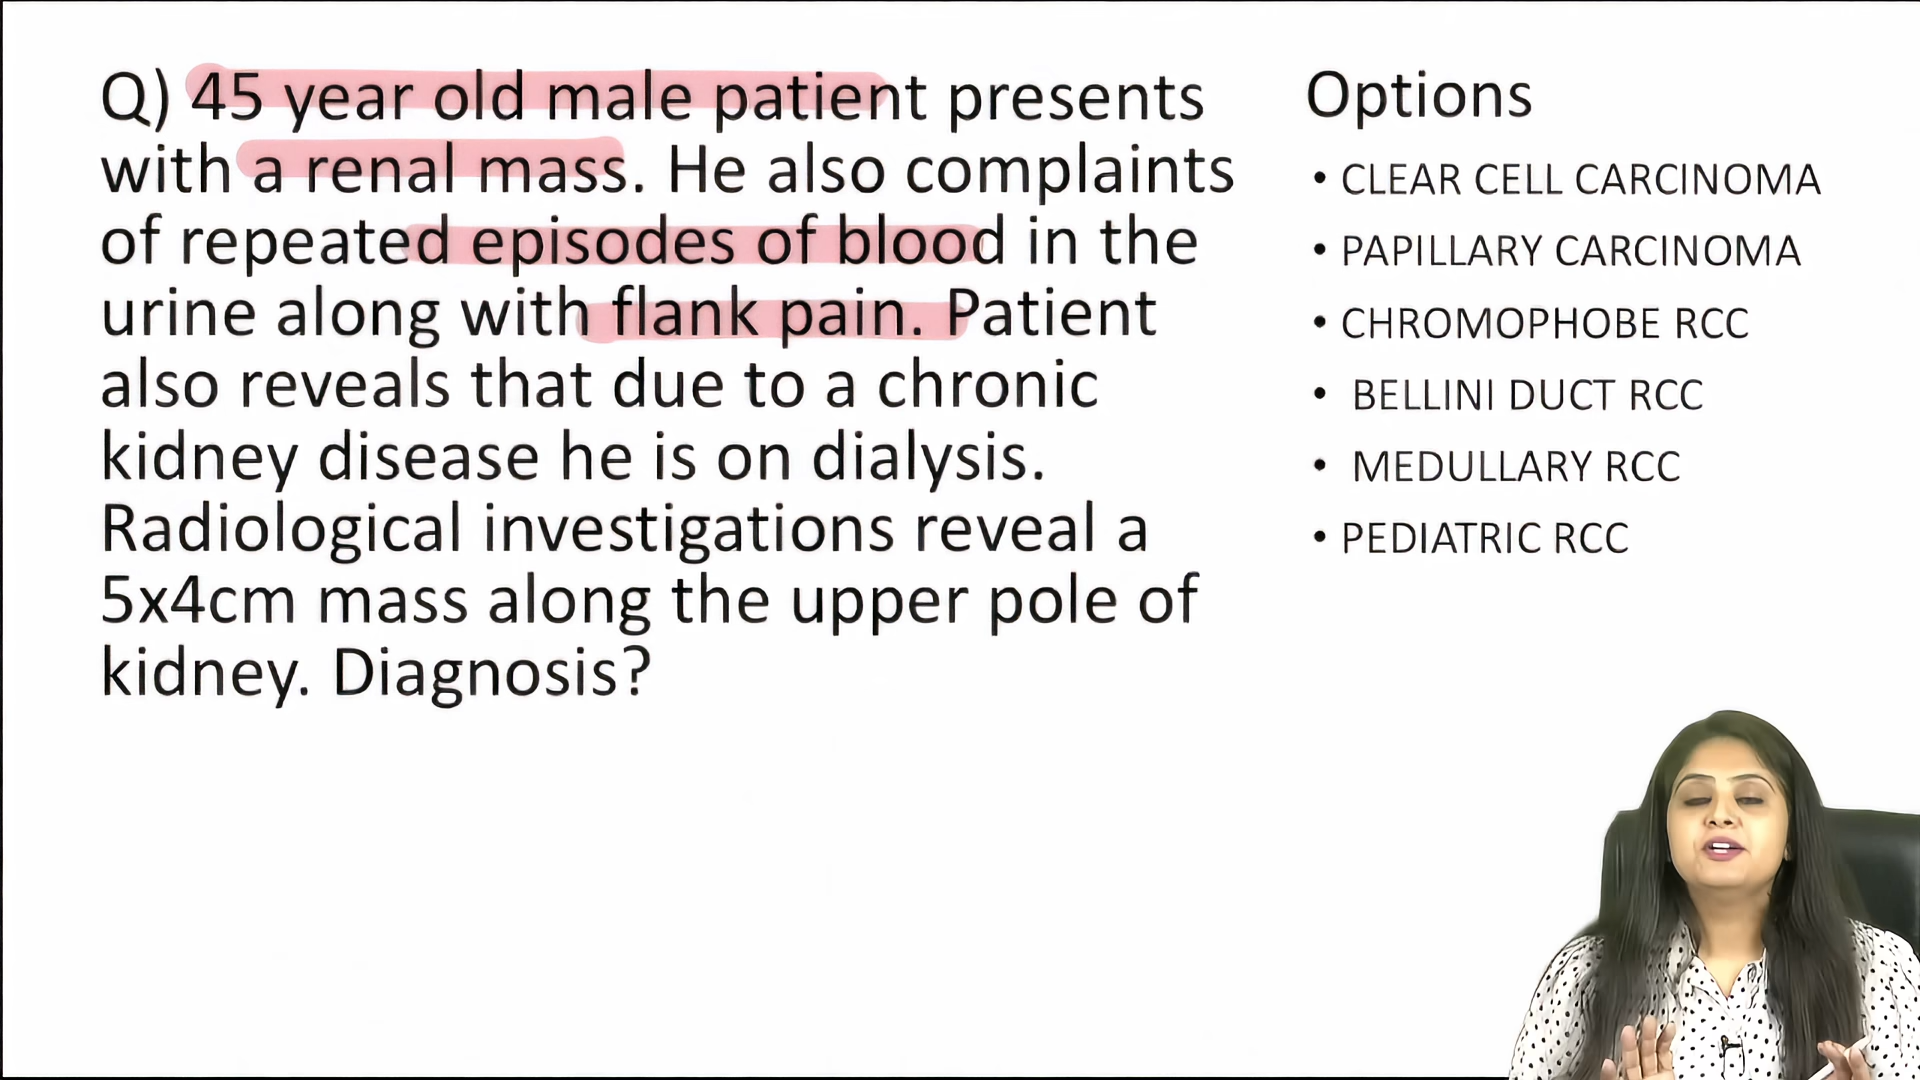 Q) 45 year old male patient presents
with a renal mass. He also complaints
of repeated episodes of blood in the
urine along with flank pain. Patient
also reveals that due to a chronic
kidney disease he is on dialysis.
Radiological investigations reveal a
5x4cm mass along the upper pole of
kidney. Diagnosis?
Options
• CLEAR CELL CARCINOMA
• PAPILLARY CARCINOMA
• CHROMOPHOBE RCC
• BELLINI DUCT RCC
• MEDULLARY RCC
• PEDIATRIC RCC